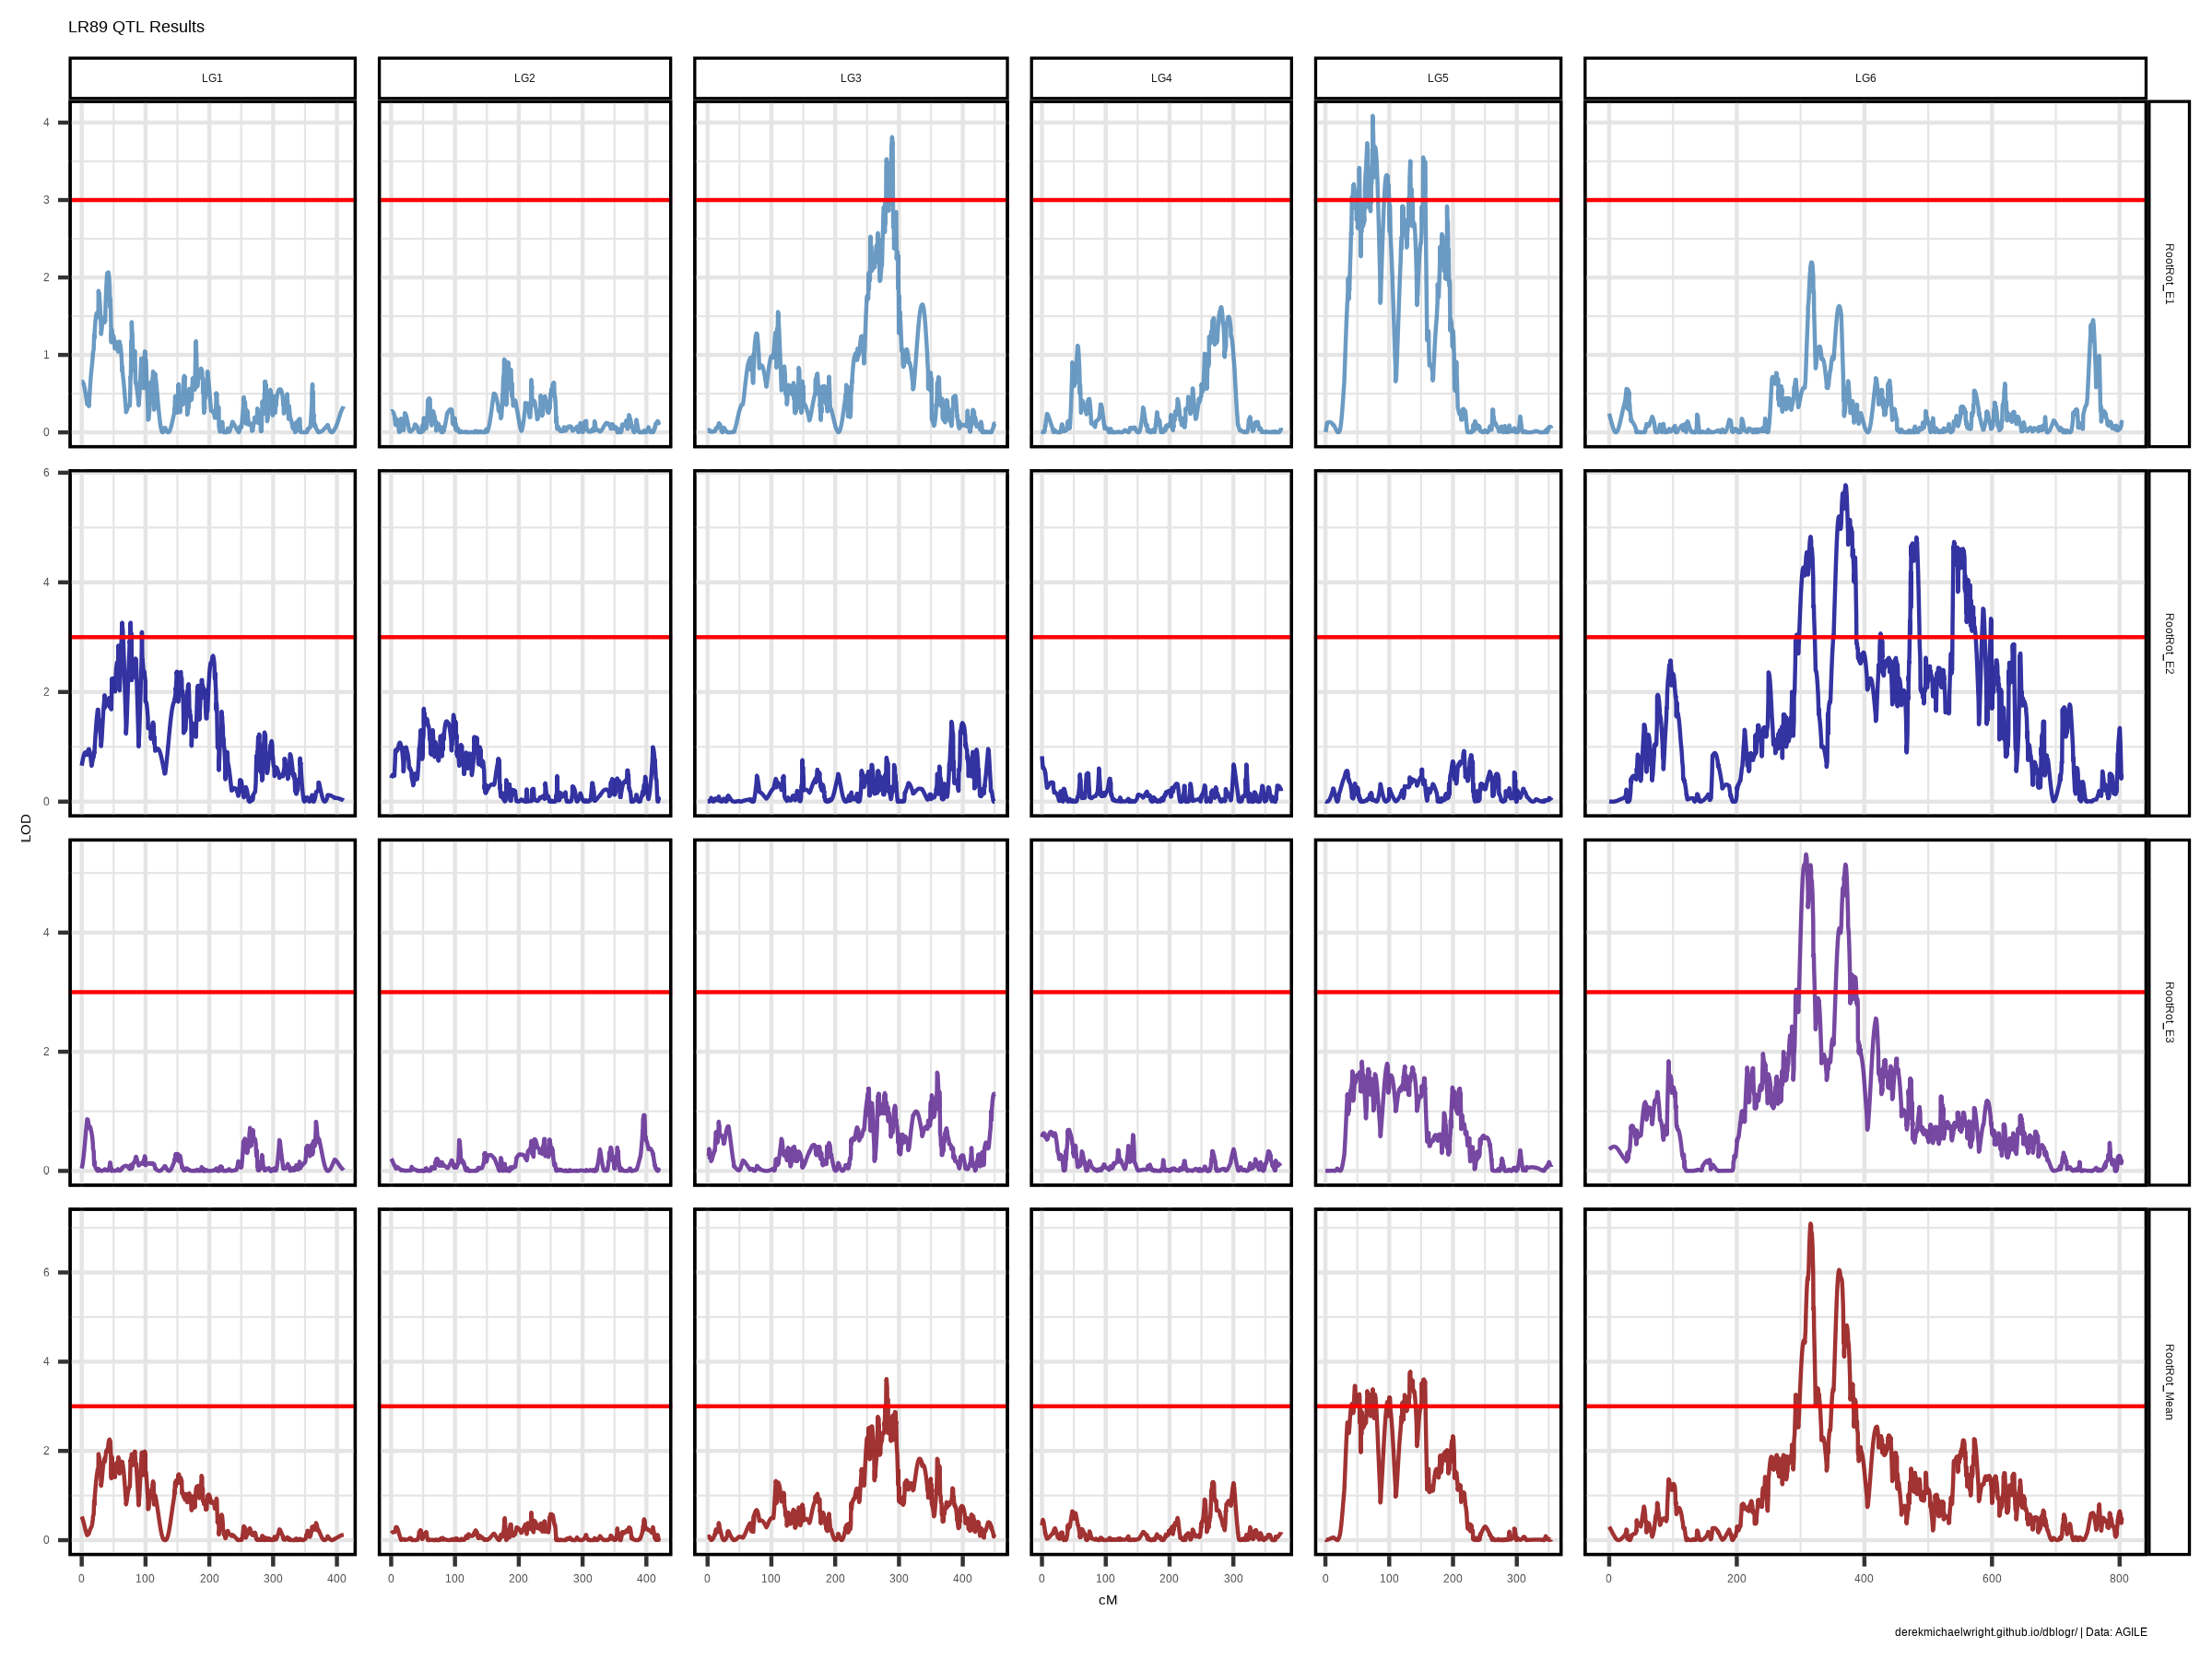 LR89 QTL Results
LG1 LG2 LG3 LG4 LG5 LG6
4
3
2
1
0
RootRot_E1
6
4
2
0
RootRot_E2
LOD
4
2
0
RootRot_E3
6
4
2
0
RootRot_Mean
0 100 200 300 400 0 100 200 300 400 0 100 200 300 400 0 100 200 300 0 100 200 300 0 200 400 600 800
cM
derekmichaelwright.github.io/dblogr/ | Data: AGILE